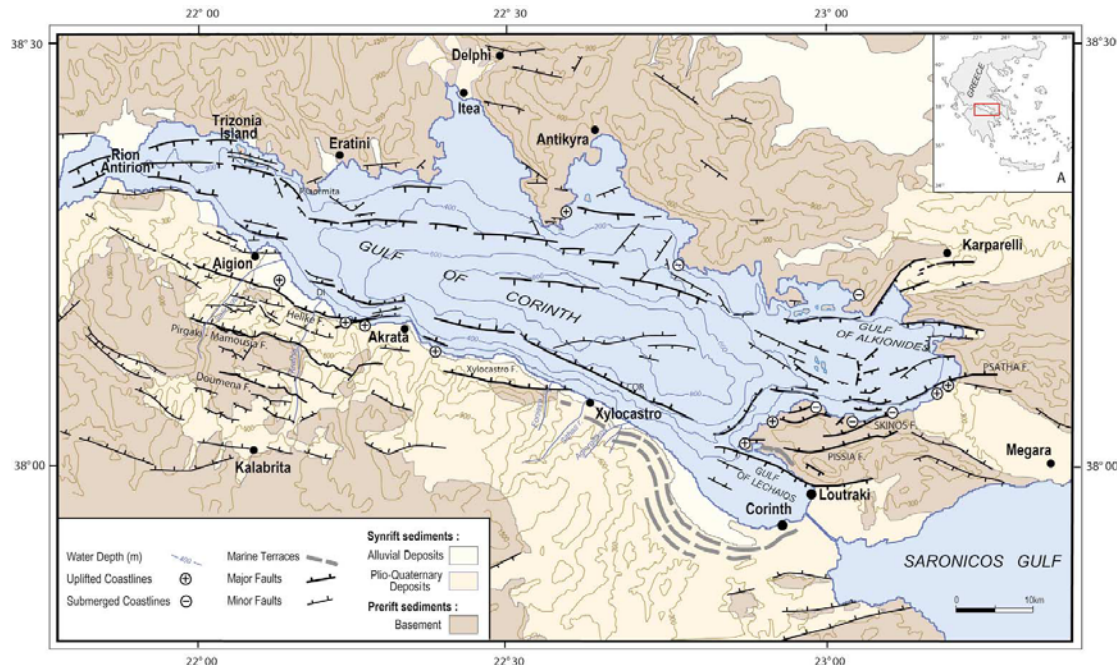 22° 00'
22° 30'
23° 00'
38° 30'
38° 30'
Delphi
Itea
GREECE
A
Trizonia
Island
Eratini
Antikyra
Rion
Antirion
Karparelli
Aigion
GULF
OF
CORINTH
GULF
OF ALKIONIDES
Helike F.
Pirgaki - Mamousia F.
Akrata
Doumena F.
Xylocastro F.
PSATHA F.
Xylocastro
SKINOS F.
Megara
Kalabrita
PISSIA F.
38° 00'
38° 00'
GULF
OF LECHAIOS
Loutraki
Corinth
SARONICOS GULF
Water Depth (m)
Uplifted Coastlines
Submerged Coastlines
Marine Terraces
Major Faults
Minor Faults
Synrift sediments :
Alluvial Deposits
Plio-Quaternary
Deposits
Prerift sediments :
Basement
0
10km
22° 00'
22° 30'
23° 00'